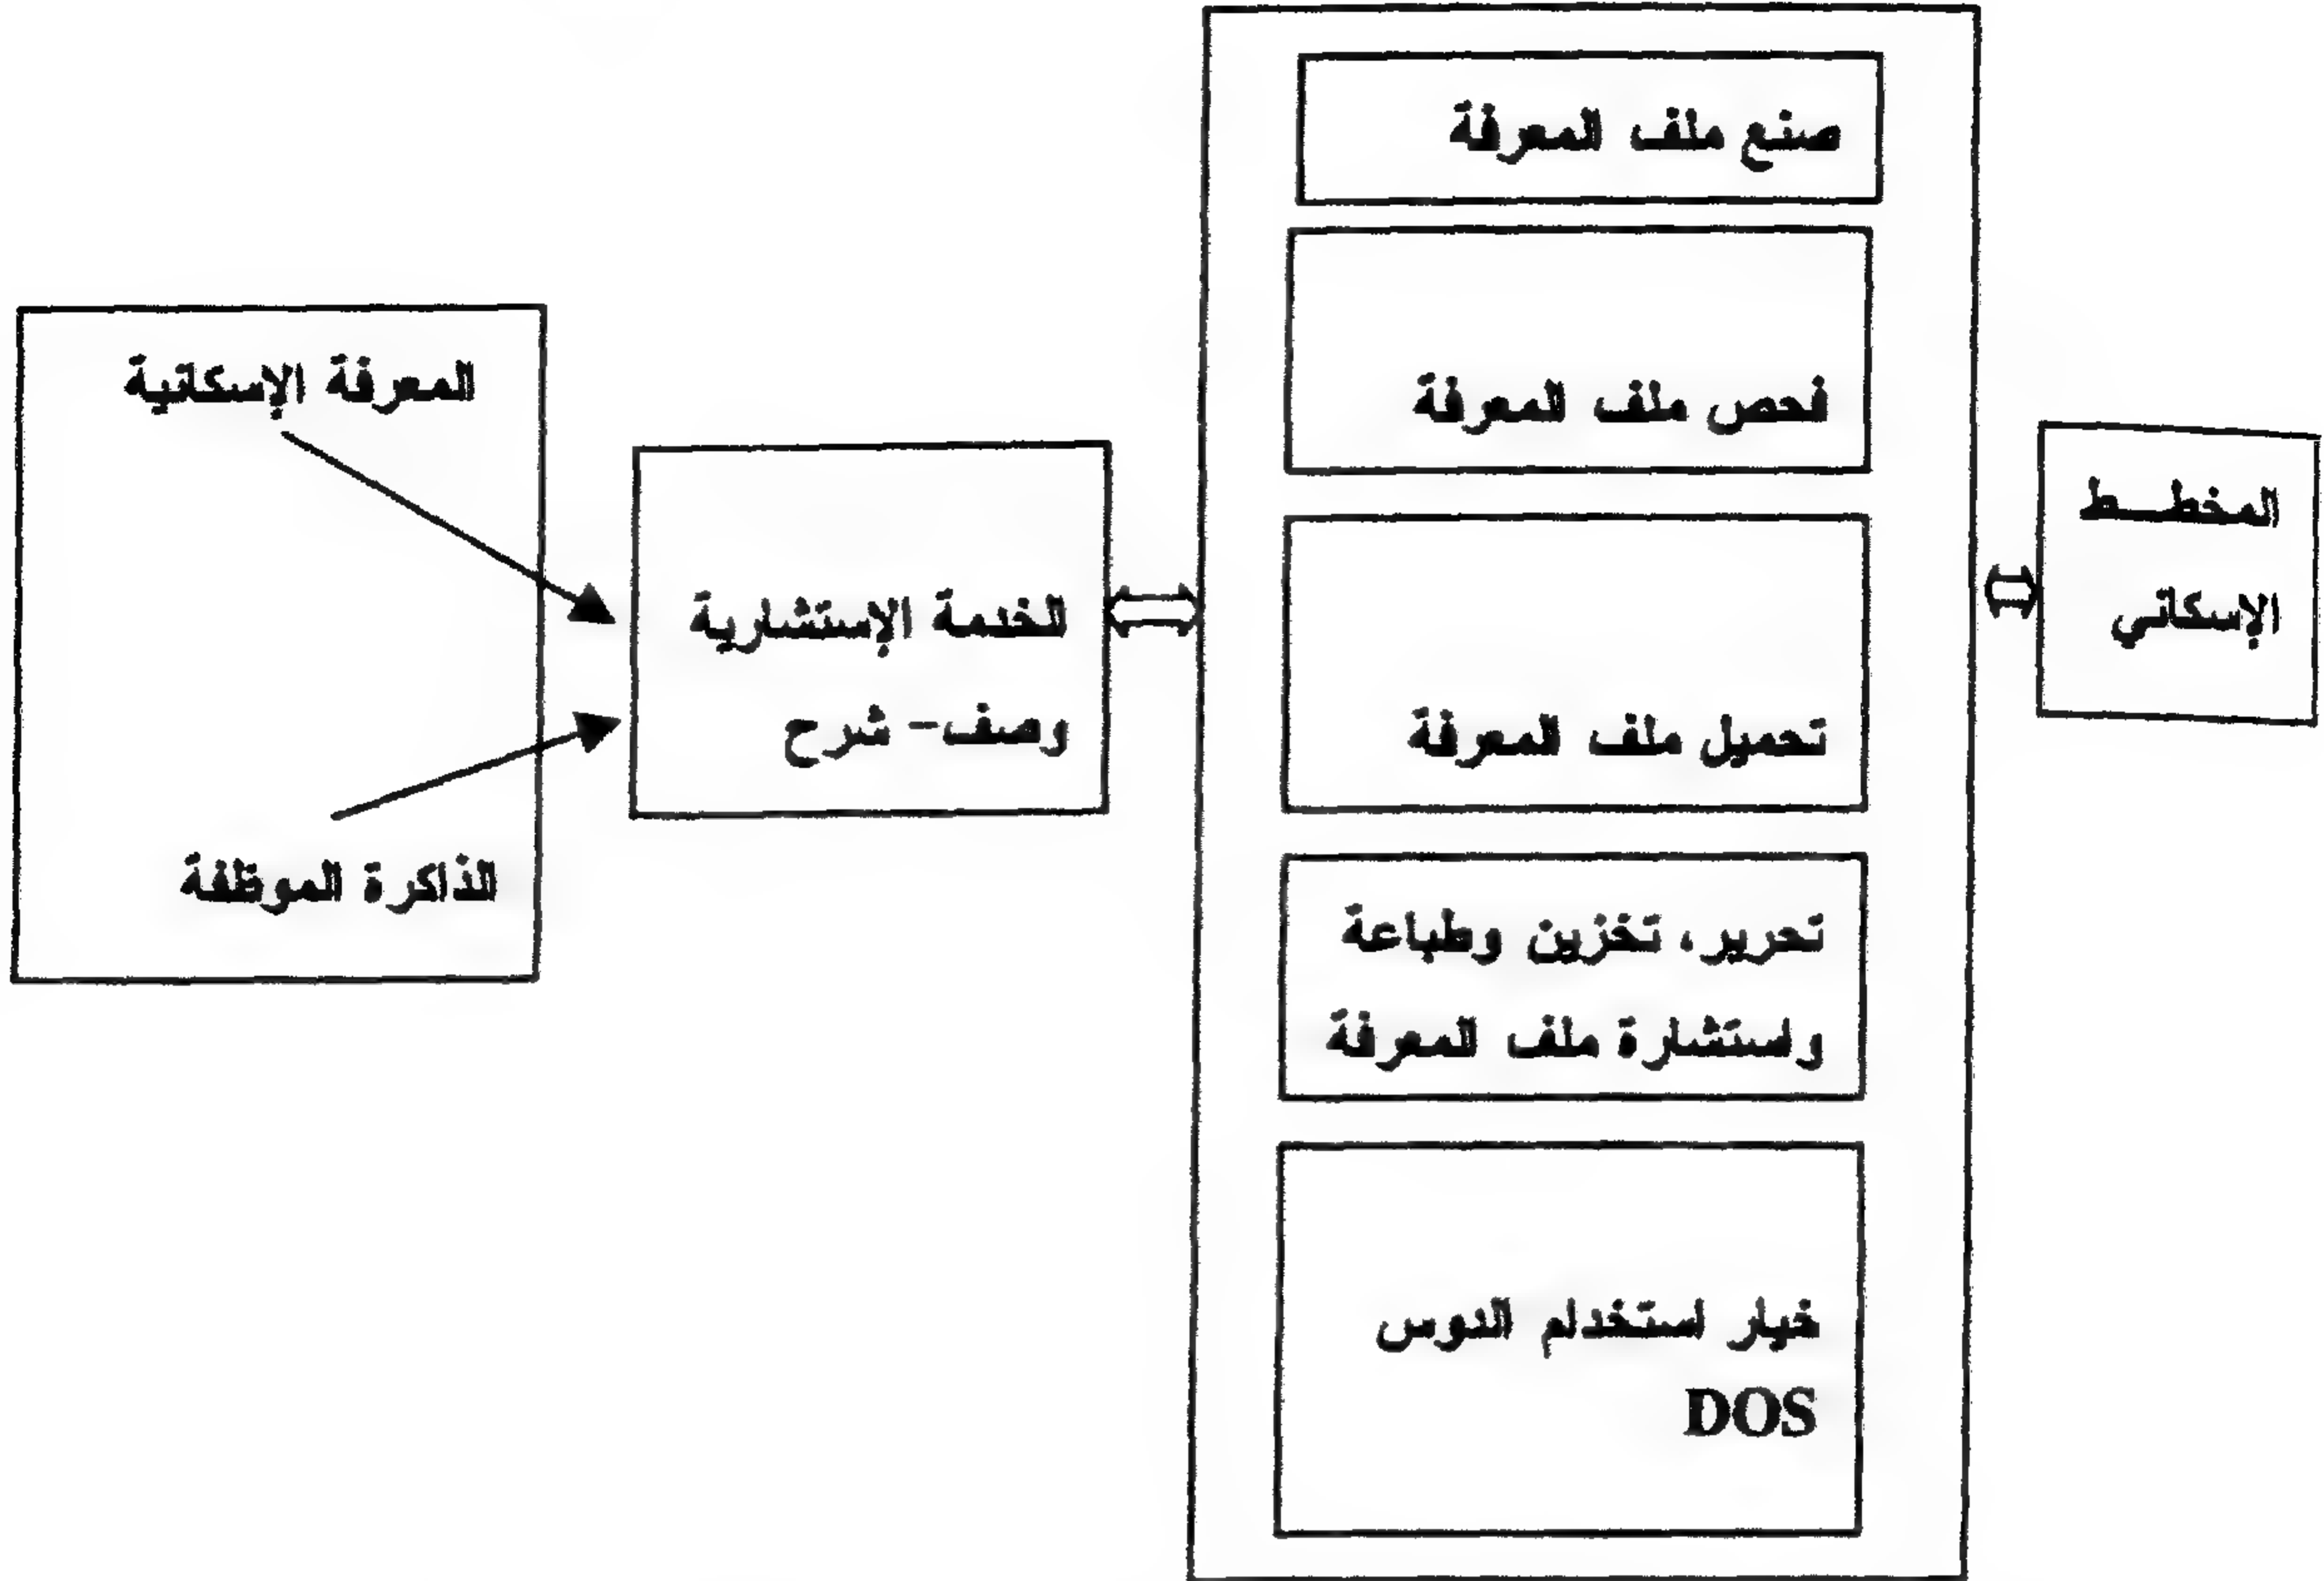 صنع ملف المعرفة
فحص ملف المعرفة
المخطــط
الإسكاني
تحميل ملف المعرفة
تحرير، تخزين وطباعة
واستشارة ملف المعرفة
خيار استخدام الدوس
DOS
الخدمة الإستشارية
وصف- شرح
المعرفة الإسكانية
الذاكرة الموظفة